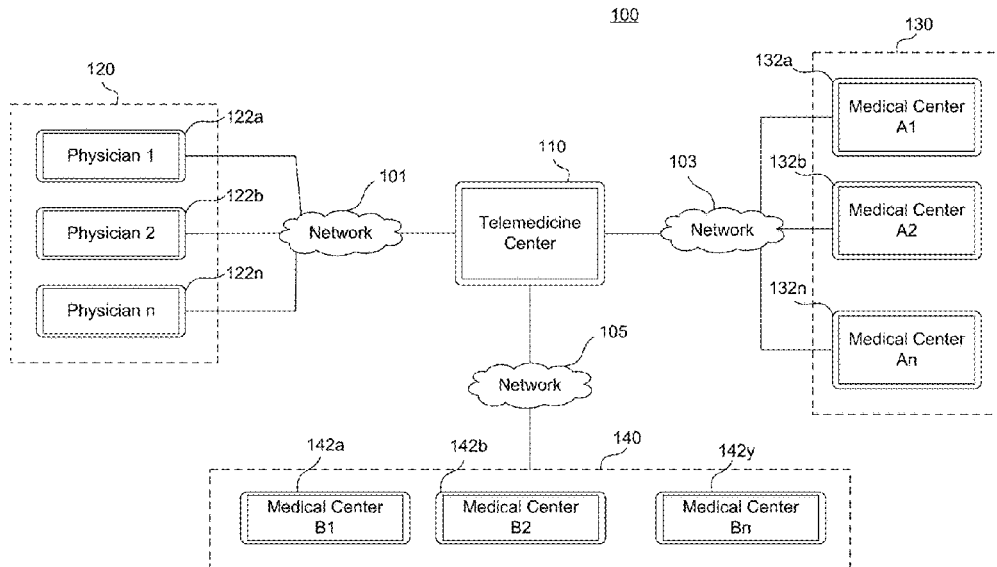 100
120
Physician 1
122a
Physician 2
122b
Physician n
122n
101
Network
110
Telemedicine
Center
103
Network
130
132a
Medical Center
A1
132b
Medical Center
A2
132n
Medical Center
An
105
Network
140
142a
Medical Center
B1
142b
Medical Center
B2
142y
Medical Center
Bn